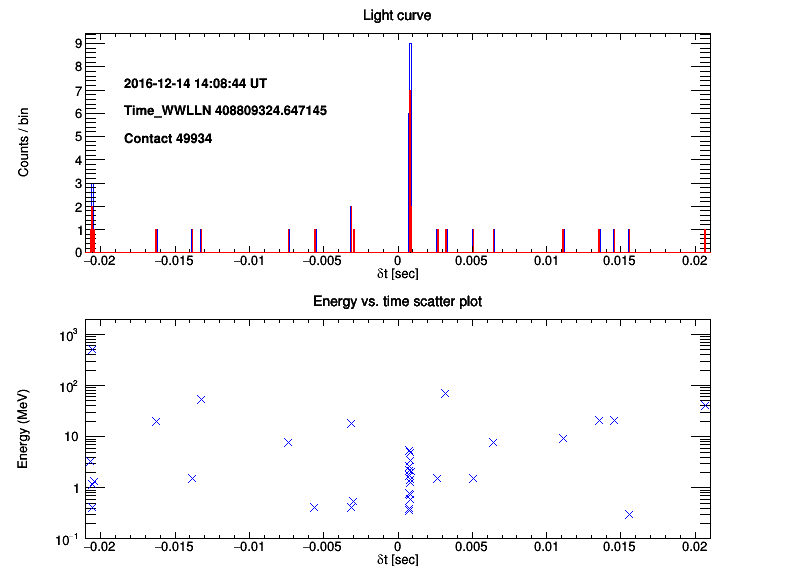 Light curve
Counts / bin
9
8
7
6
5
4
3
2
1
0
2016-12-14 14:08:44 UT
Time_WWLLN 408809324.647145
Contact 49934
−0.02 −0.015 −0.01 −0.005 0 0.005 0.01 0.015 0.02
δt [sec]
Energy vs. time scatter plot
Energy (MeV)
10³
10²
10
1
10⁻¹
−0.02 −0.015 −0.01 −0.005 0 0.005 0.01 0.015 0.02
δt [sec]